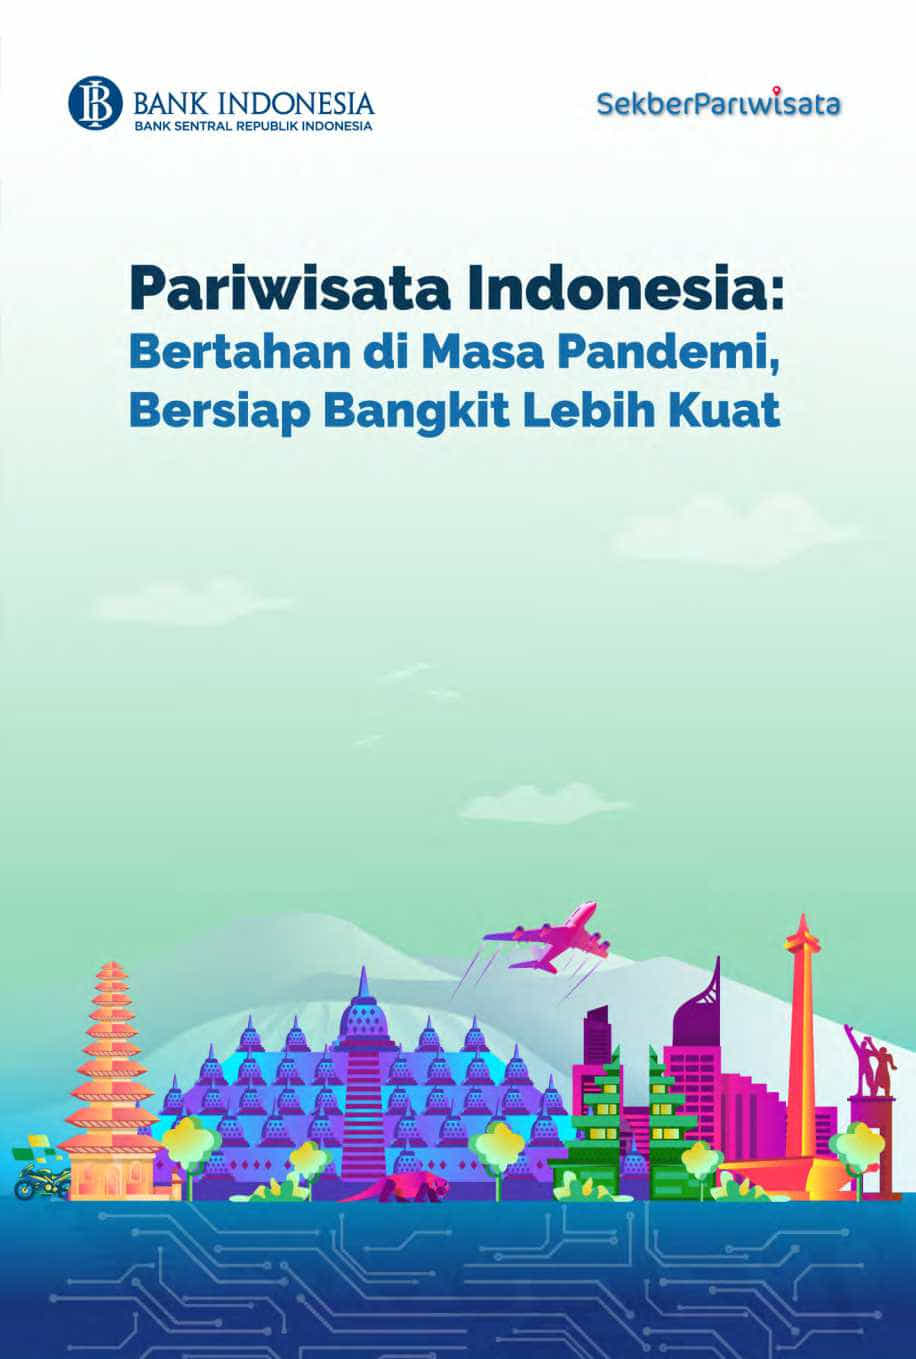 BANK INDONESIA
BANK SENTRAL REPUBLIK INDONESIA
SekberPariwisata
Pariwisata Indonesia:
Bertahan di Masa Pandemi,
Bersiap Bangkit Lebih Kuat